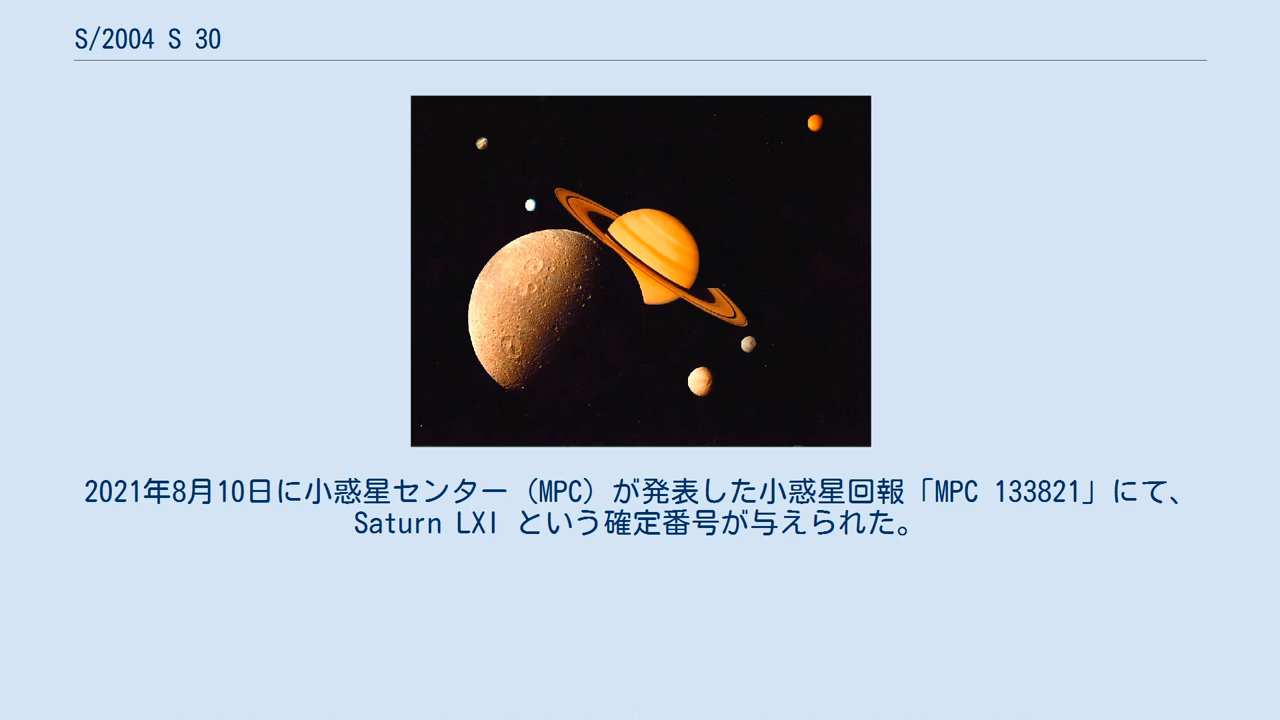 S/2004 S 30
2021年8月10日に小惑星センター（MPC）が発表した小惑星回報「MPC 133821」にて、
Saturn LXI という確定番号が与えられた。